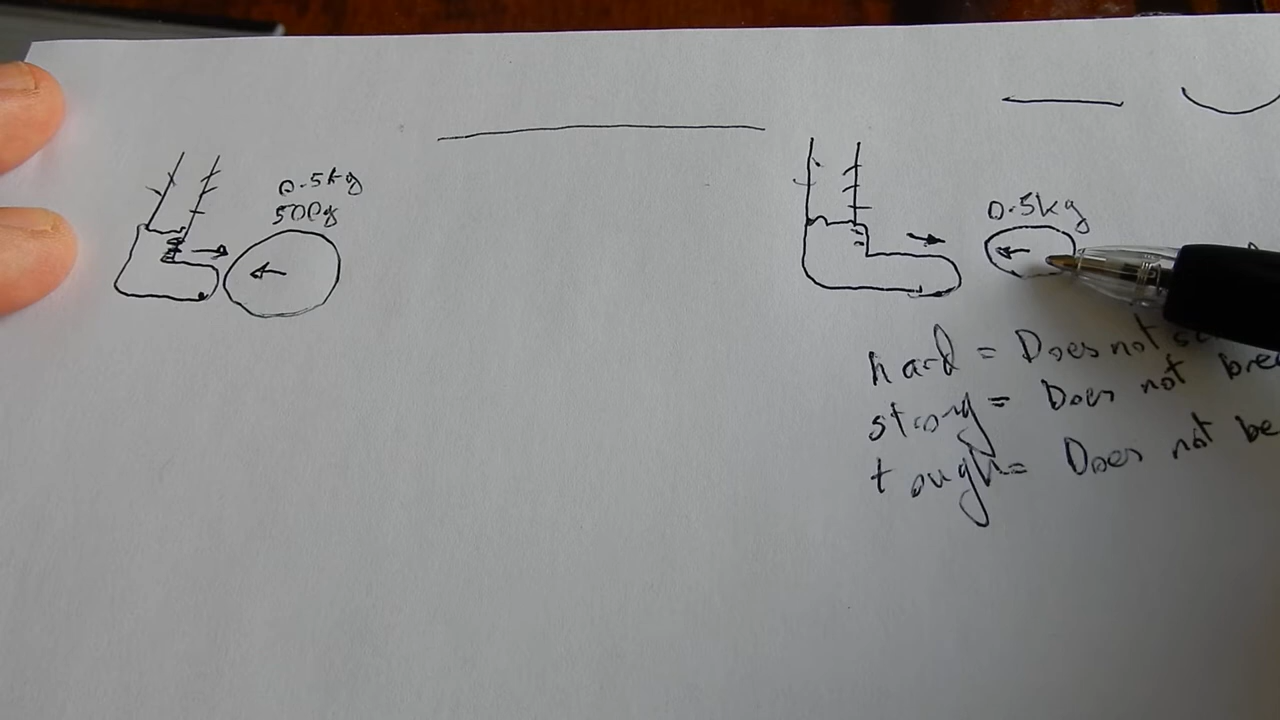 0.5kg
500g
0.5kg
hard = Does not
strong = Does not
tough = Does not